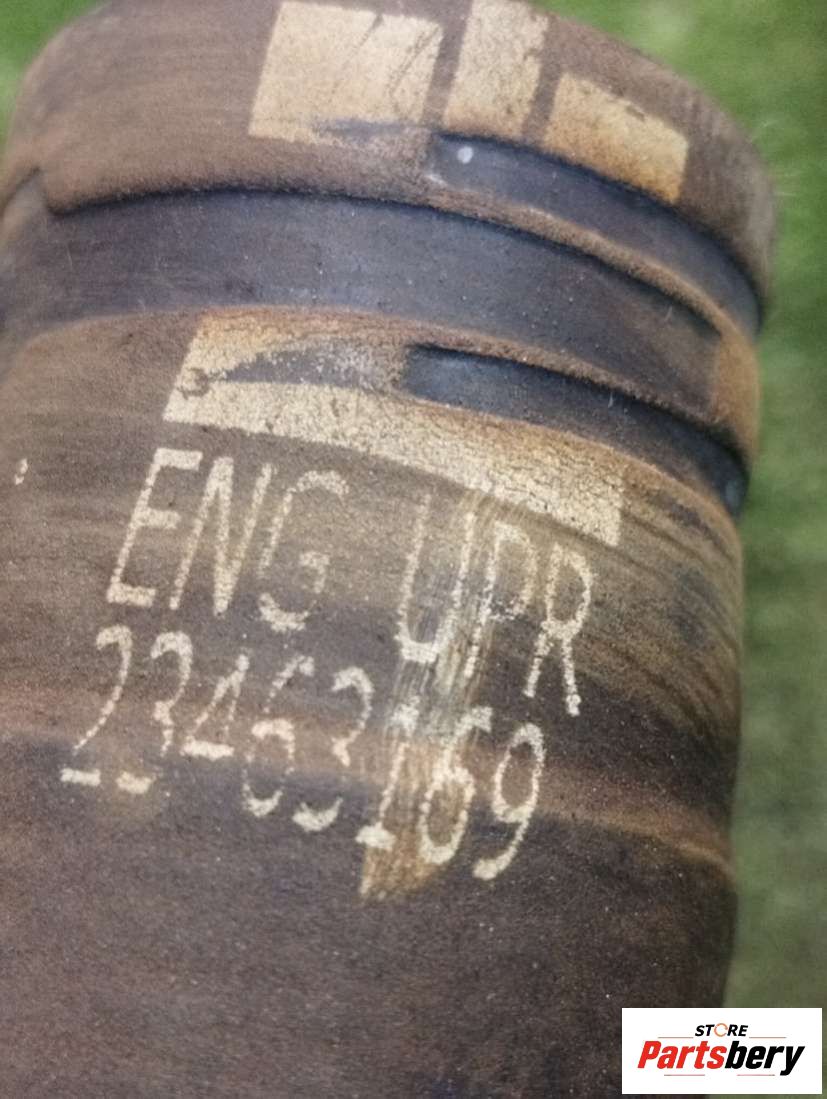 ENG UPR
23463169
STORE
Partsbery